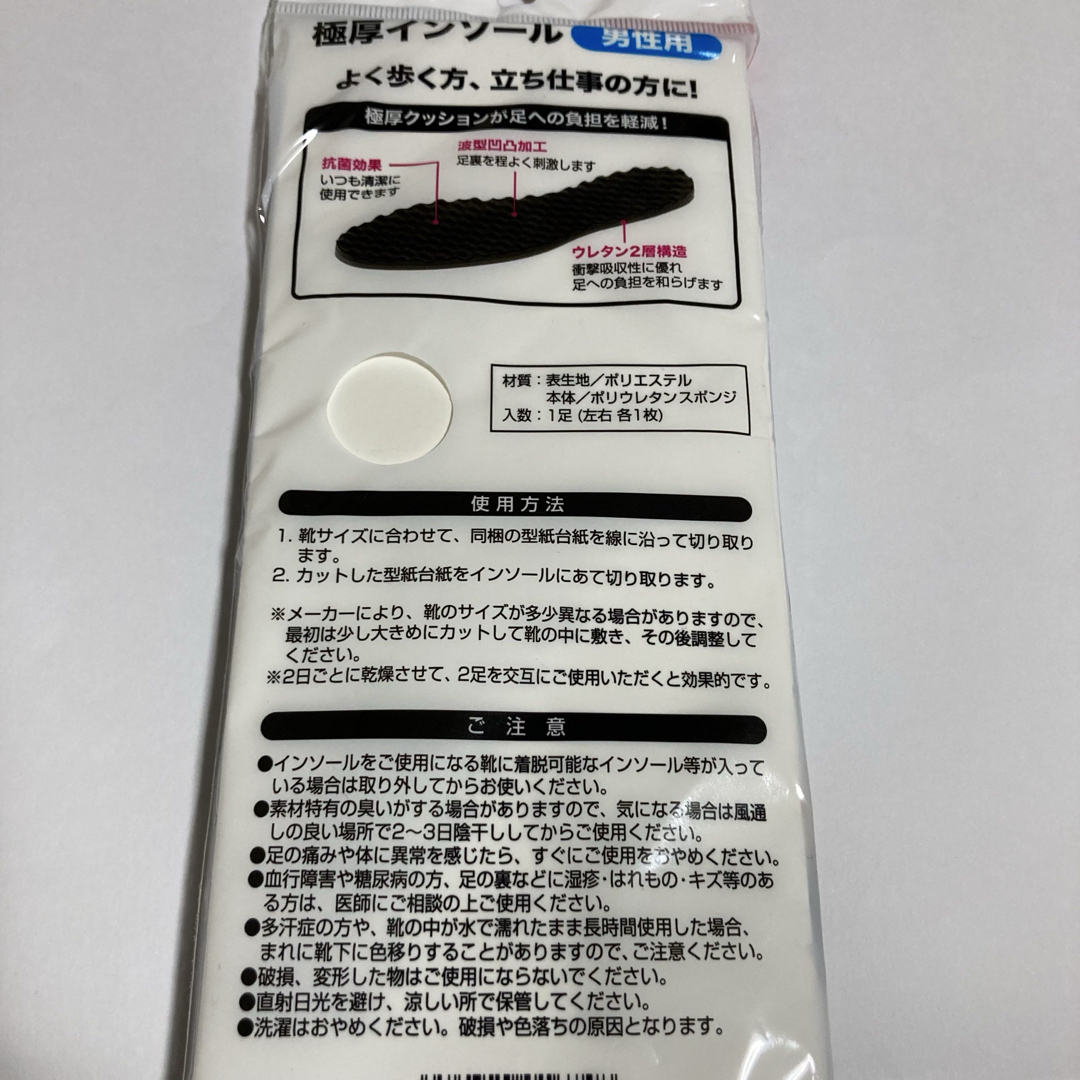 極厚インソール 男性用
よく歩く方、立ち仕事の方に!
極厚クッションが足への負担を軽減!
波型凹凸加工
足裏を程よく刺激します
抗菌効果
いつも清潔に
使用できます
ウレタン2層構造
衝撃吸収性に優れ
足への負担を和らげます
材質：表生地／ポリエステル
本体／ポリウレタンスポンジ
入数：1足 (左右 各1枚)
使用方法
1. 靴サイズに合わせて、同梱の型紙台紙を線に沿って切り取り
ます。
2. カットした型紙台紙をインソールにあて切り取ります。
※メーカーにより、靴のサイズが多少異なる場合がありますので、
最初は少し大きめにカットして靴の中に敷き、その後調整して
ください。
※2日ごとに乾燥させて、2足を交互にご使用いただくと効果的です。
ご注意
●インソールをご使用になる靴に着脱可能なインソール等が入って
いる場合は取り外してからお使いください。
●素材特有の臭いがする場合がありますので、気になる場合は風通
しの良い場所で2〜3日陰干ししてからご使用ください。
●足の痛みや体に異常を感じたら、すぐにご使用をおやめください。
●血行障害や糖尿病の方、足の裏などに湿疹・はれもの・キズ等のあ
る方は、医師にご相談の上ご使用ください。
●多汗症の方や、靴の中が水で濡れたまま長時間使用した場合、
まれに靴下に色移りすることがありますので、ご注意ください。
●破損、変形した物はご使用にならないでください。
●直射日光を避け、涼しい所で保管してください。
●洗濯はおやめください。破損や色落ちの原因となります。